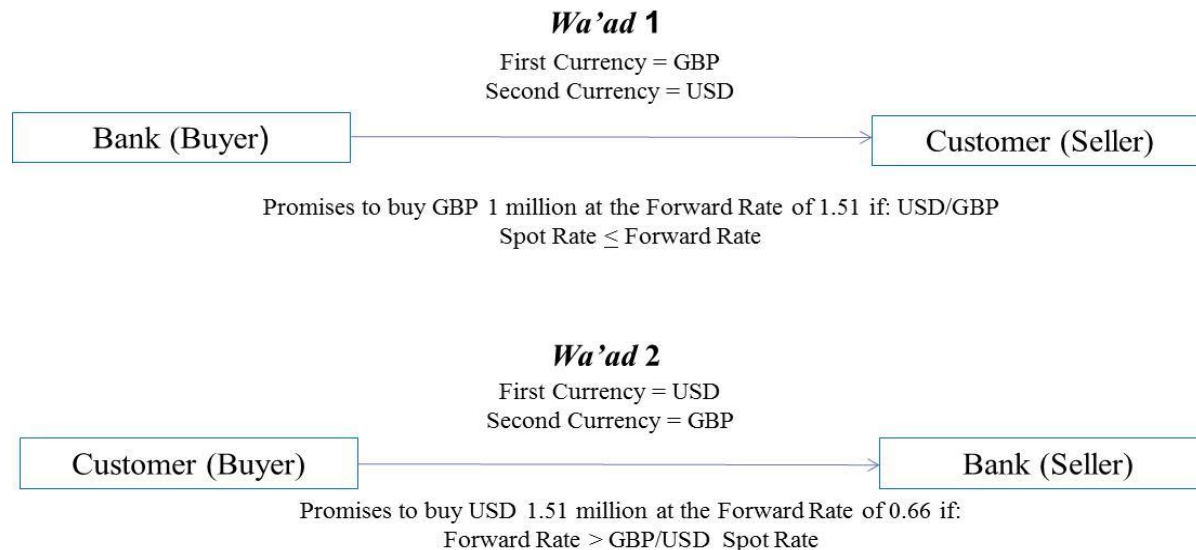 Wa’ad 1
First Currency = GBP
Second Currency = USD
Bank (Buyer)
Customer (Seller)
Promises to buy GBP 1 million at the Forward Rate of 1.51 if: USD/GBP
Spot Rate ≤ Forward Rate
Wa’ad 2
First Currency = USD
Second Currency = GBP
Customer (Buyer)
Bank (Seller)
Promises to buy USD 1.51 million at the Forward Rate of 0.66 if:
Forward Rate > GBP/USD Spot Rate